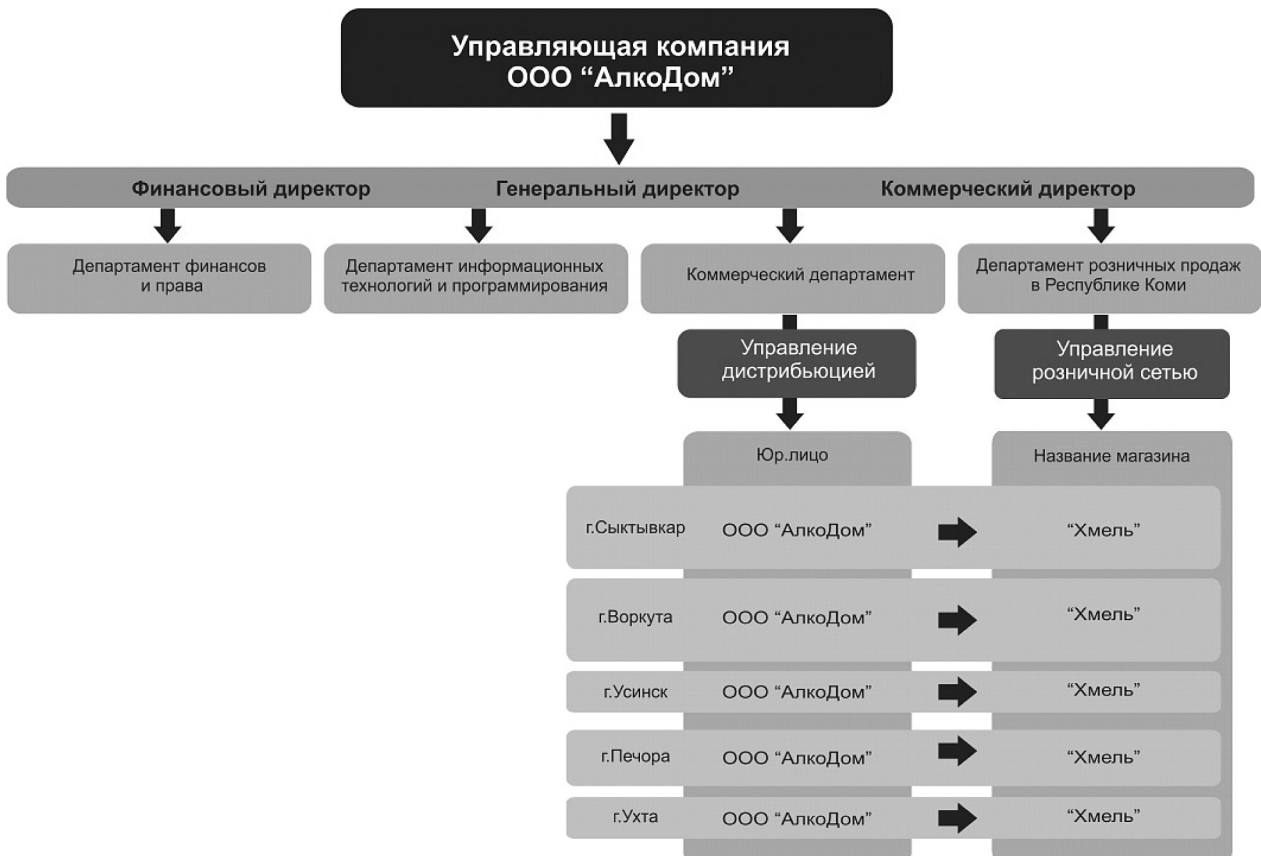 Управляющая компания
ООО “АлкоДом”
Финансовый директор
Генеральный директор
Коммерческий директор
Департамент финансов
и права
Департамент информационных
технологий и программирования
Коммерческий департамент
Департамент розничных продаж
в Республике Коми
Управление
дистрибьюцией
Управление
розничной сетью
Юр.лицо
Название магазина
г.Сыктывкар ООО “АлкоДом” “Хмель”
г.Воркута ООО “АлкоДом” “Хмель”
г.Усинск ООО “АлкоДом” “Хмель”
г.Печора ООО “АлкоДом” “Хмель”
г.Ухта ООО “АлкоДом” “Хмель”